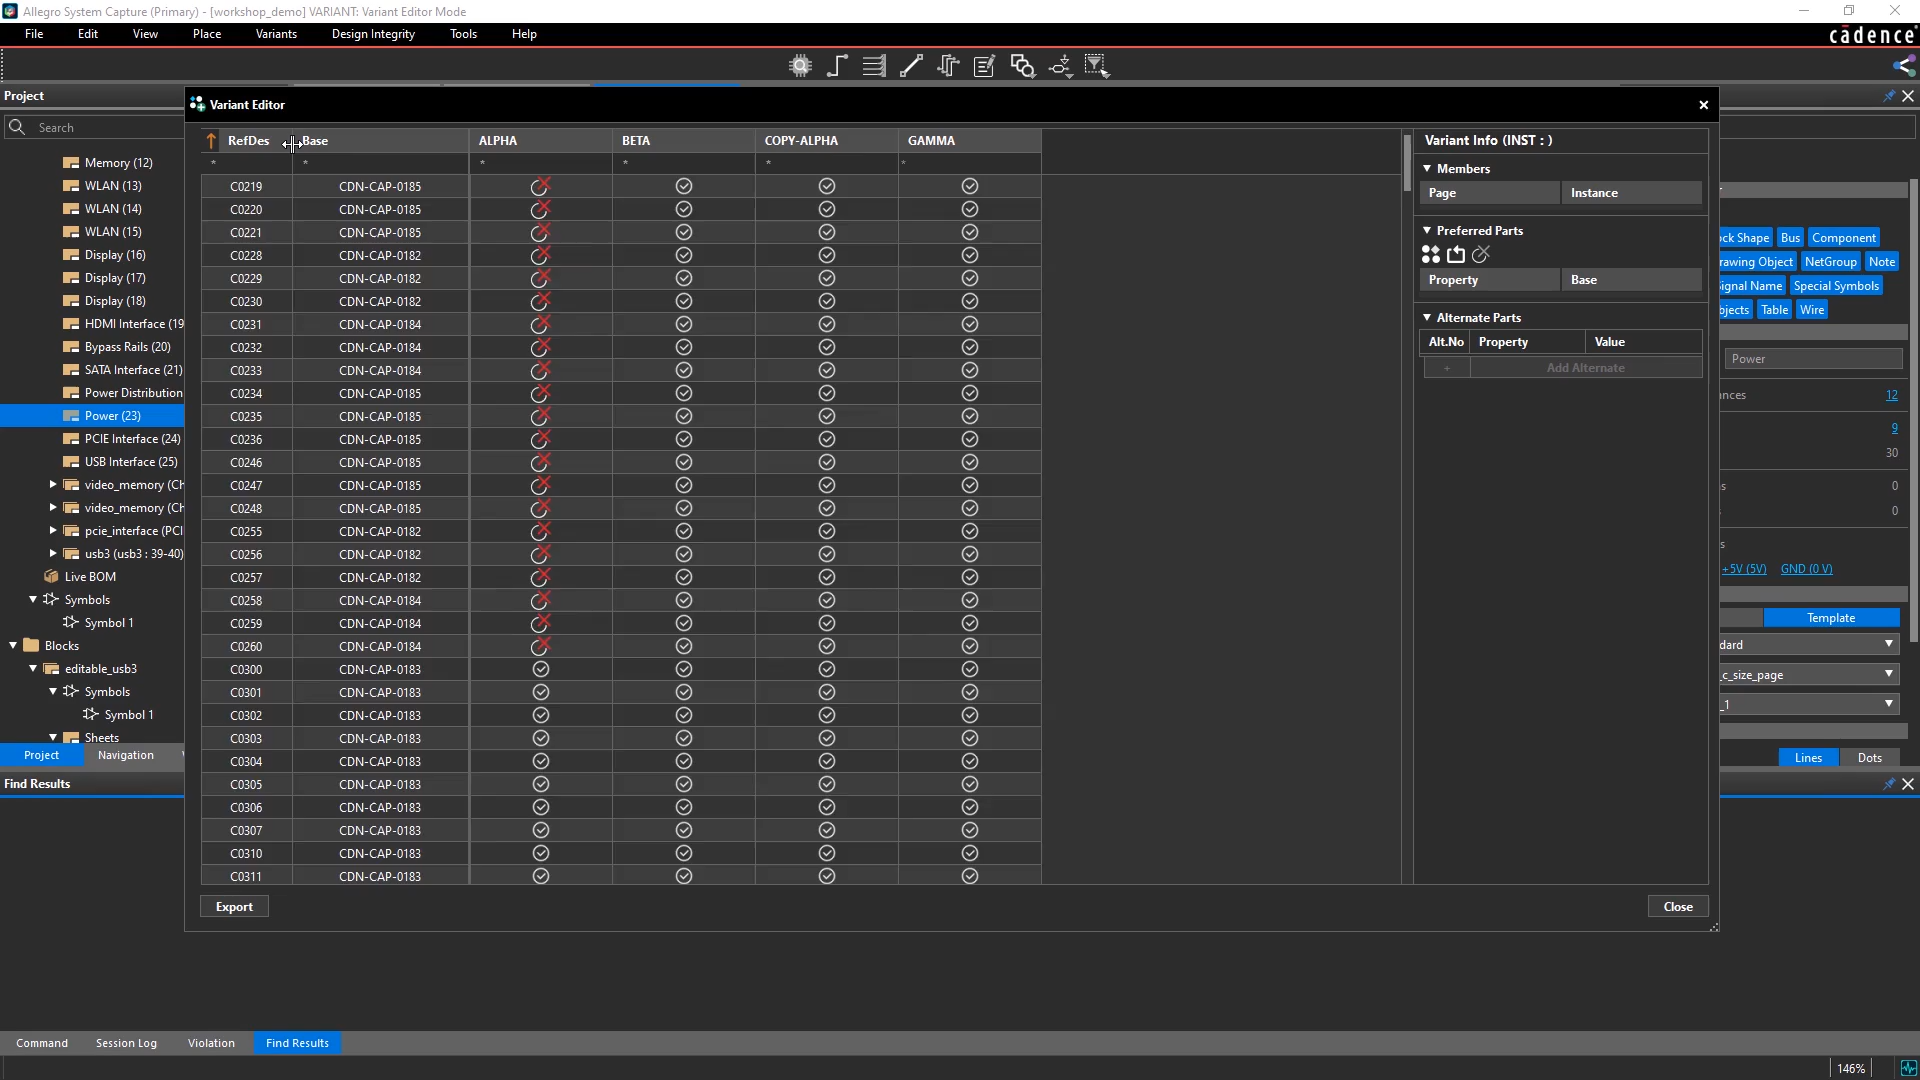 Allegro System Capture (Primary) - [workshop_demo] VARIANT: Variant Editor Mode
File Edit View Place Variants Design Integrity Tools Help
cādence
Project
Search
Memory (12)
WLAN (13)
WLAN (14)
WLAN (15)
Display (16)
Display (17)
Display (18)
HDMI Interface (19
Bypass Rails (20)
SATA Interface (21)
Power Distribution
Power (23)
PCIE Interface (24)
USB Interface (25)
video_memory (Ch
video_memory (Ch
pcie_interface (PCI
usb3 (usb3 : 39-40)
Live BOM
Symbols
Symbol 1
Blocks
editable_usb3
Symbols
Symbol 1
Sheets
Project Navigation
Find Results
Variant Editor
RefDes Base ALPHA BETA COPY-ALPHA GAMMA
* * * * * *
C0219 CDN-CAP-0185
C0220 CDN-CAP-0185
C0221 CDN-CAP-0185
C0228 CDN-CAP-0182
C0229 CDN-CAP-0182
C0230 CDN-CAP-0182
C0231 CDN-CAP-0184
C0232 CDN-CAP-0184
C0233 CDN-CAP-0184
C0234 CDN-CAP-0185
C0235 CDN-CAP-0185
C0236 CDN-CAP-0185
C0246 CDN-CAP-0185
C0247 CDN-CAP-0185
C0248 CDN-CAP-0185
C0255 CDN-CAP-0182
C0256 CDN-CAP-0182
C0257 CDN-CAP-0182
C0258 CDN-CAP-0184
C0259 CDN-CAP-0184
C0260 CDN-CAP-0184
C0300 CDN-CAP-0183
C0301 CDN-CAP-0183
C0302 CDN-CAP-0183
C0303 CDN-CAP-0183
C0304 CDN-CAP-0183
C0305 CDN-CAP-0183
C0306 CDN-CAP-0183
C0307 CDN-CAP-0183
C0310 CDN-CAP-0183
C0311 CDN-CAP-0183
Export Close
Variant Info (INST : )
Members
Page Instance
Preferred Parts
Property Base
Alternate Parts
Alt.No Property Value
+ Add Alternate
ock Shape Bus Component
rawing Object NetGroup Note
ignal Name Special Symbols
bjects Table Wire
Power
nces 12
9
30
s 0
0
s
+5V (5V) GND (0 V)
Template
dard
_c_size_page
_1
Lines Dots
Command Session Log Violation Find Results
146%